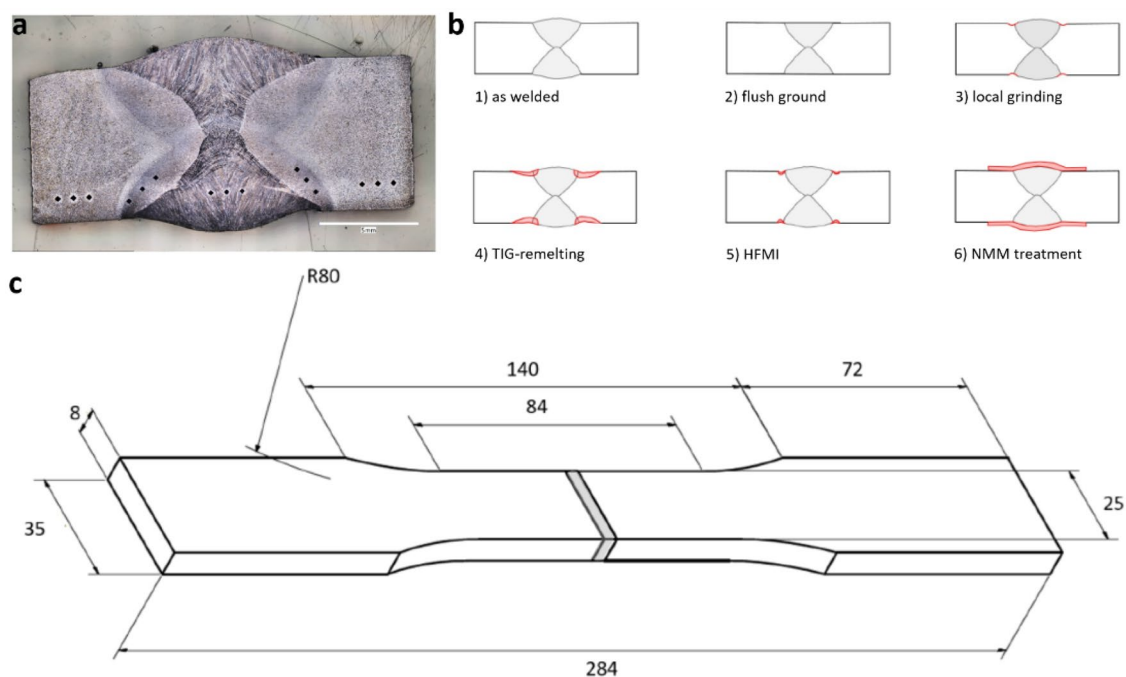 a
5mm
b
1) as welded
2) flush ground
3) local grinding
4) TIG-remelting
5) HFMI
6) NMM treatment
c
R80
140
72
84
8
35
25
284